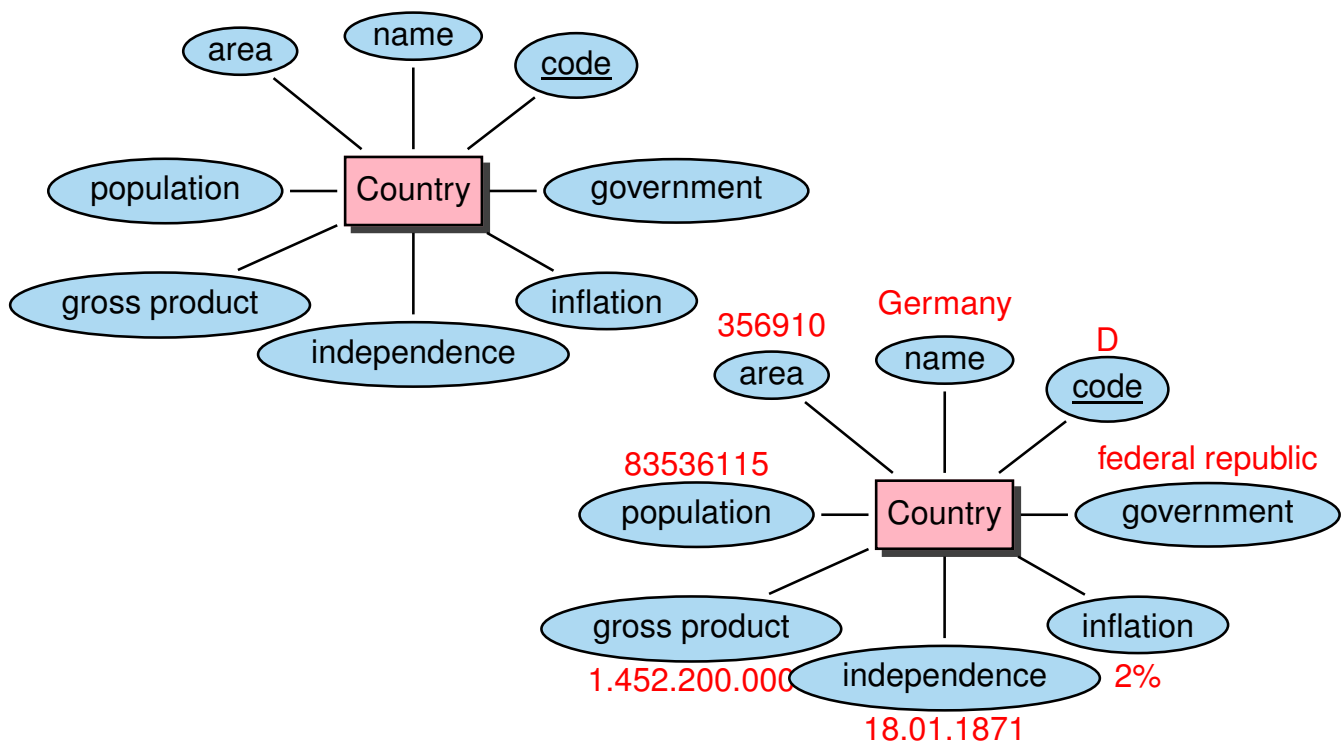 name
area
code
population
Country
government
gross product
inflation
independence
Germany
356910
D
name
area
code
83536115
federal republic
population
Country
government
gross product
inflation
1.452.200.000
independence
2%
18.01.1871